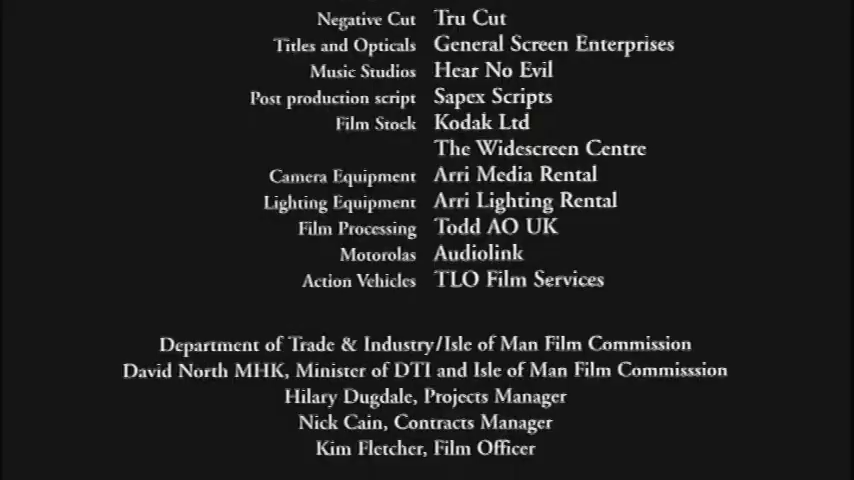 Negative Cut Tru Cut
Titles and Opticals General Screen Enterprises
Music Studios Hear No Evil
Post production script Sapex Scripts
Film Stock Kodak Ltd
The Widescreen Centre
Camera Equipment Arri Media Rental
Lighting Equipment Arri Lighting Rental
Film Processing Todd AO UK
Motorolas Audiolink
Action Vehicles TLO Film Services
Department of Trade & Industry/Isle of Man Film Commission
David North MHK, Minister of DTI and Isle of Man Film Commisssion
Hilary Dugdale, Projects Manager
Nick Cain, Contracts Manager
Kim Fletcher, Film Officer